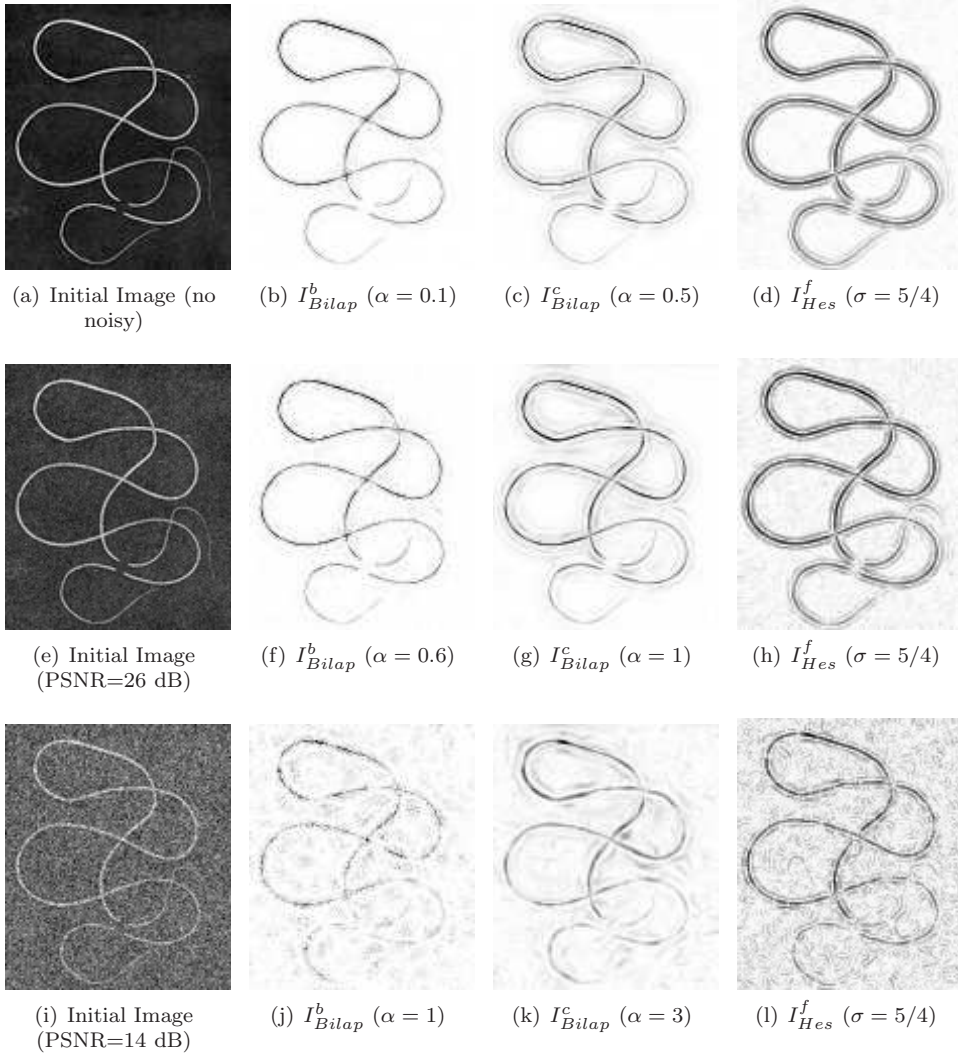 (a) Initial Image (no
noisy)
(b) I^b_{Bilap} (α = 0.1)
(c) I^c_{Bilap} (α = 0.5)
(d) I^f_{Hes} (σ = 5/4)
(e) Initial Image
(PSNR=26 dB)
(f) I^b_{Bilap} (α = 0.6)
(g) I^c_{Bilap} (α = 1)
(h) I^f_{Hes} (σ = 5/4)
(i) Initial Image
(PSNR=14 dB)
(j) I^b_{Bilap} (α = 1)
(k) I^c_{Bilap} (α = 3)
(l) I^f_{Hes} (σ = 5/4)